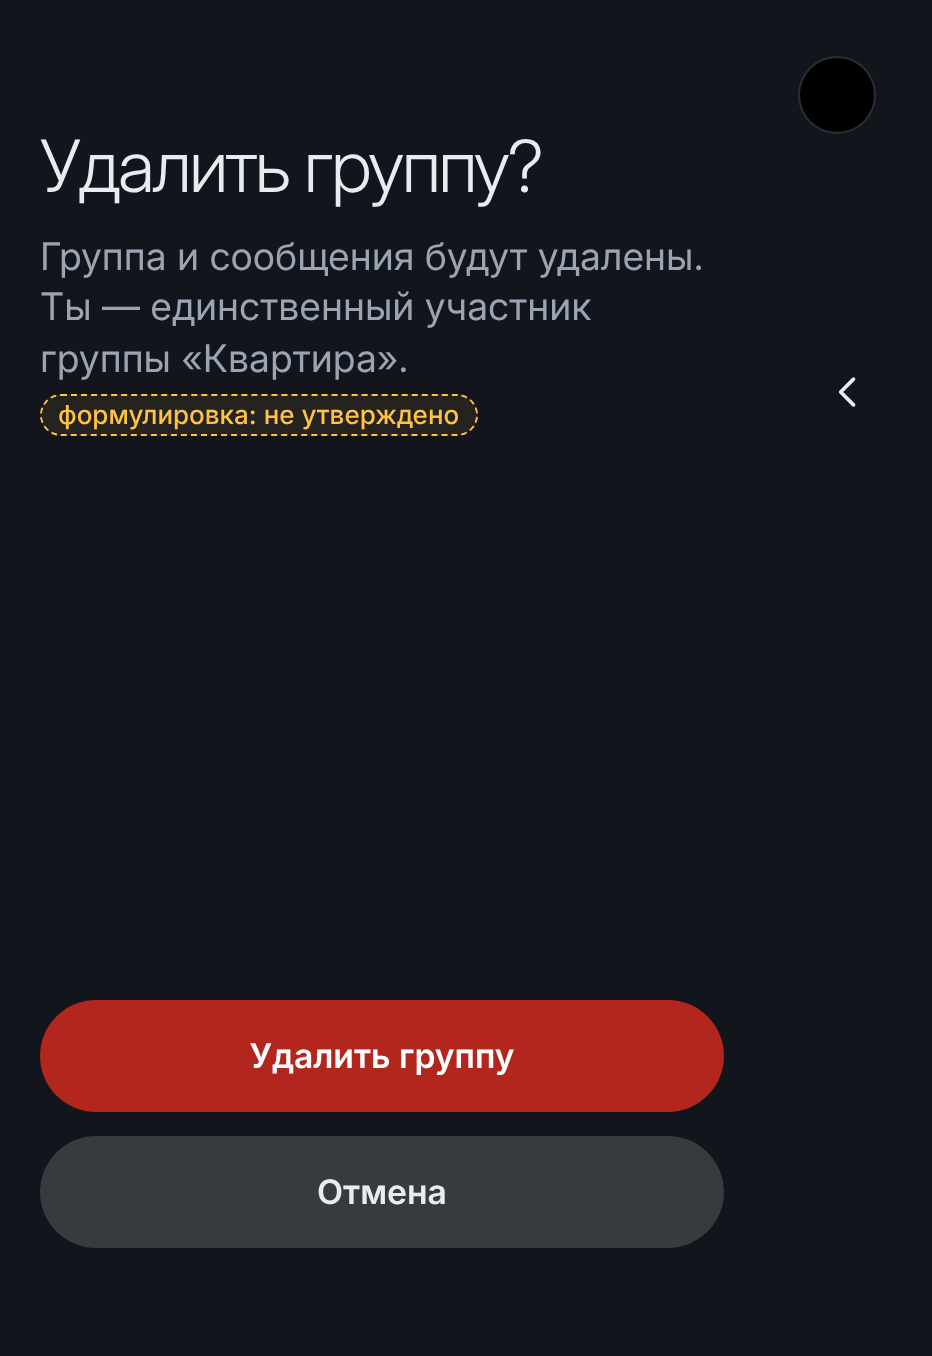 Удалить группу?
Группа и сообщения будут удалены.
Ты — единственный участник
группы «Квартира».
формулировка: не утверждено
Удалить группу
Отмена